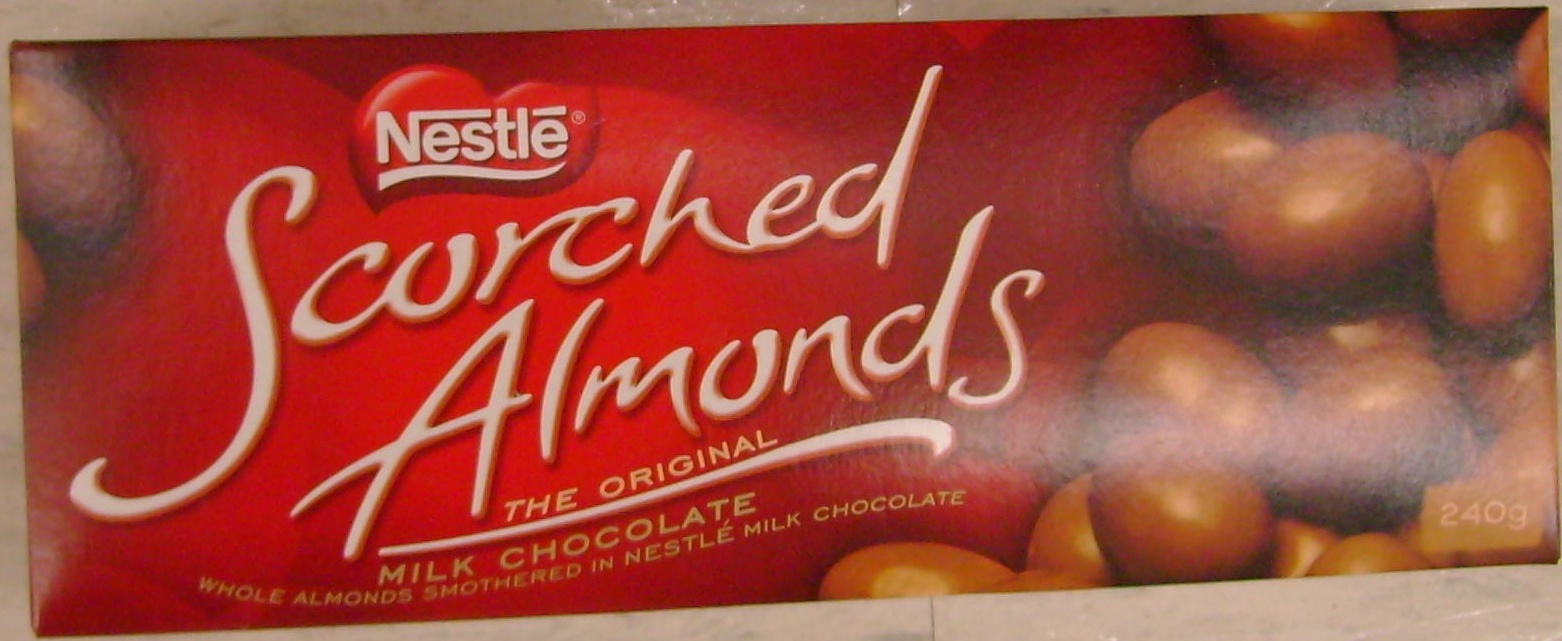 Nestlé®
Scorched
Almonds
THE ORIGINAL
MILK CHOCOLATE
WHOLE ALMONDS SMOTHERED IN NESTLÉ MILK CHOCOLATE
240g